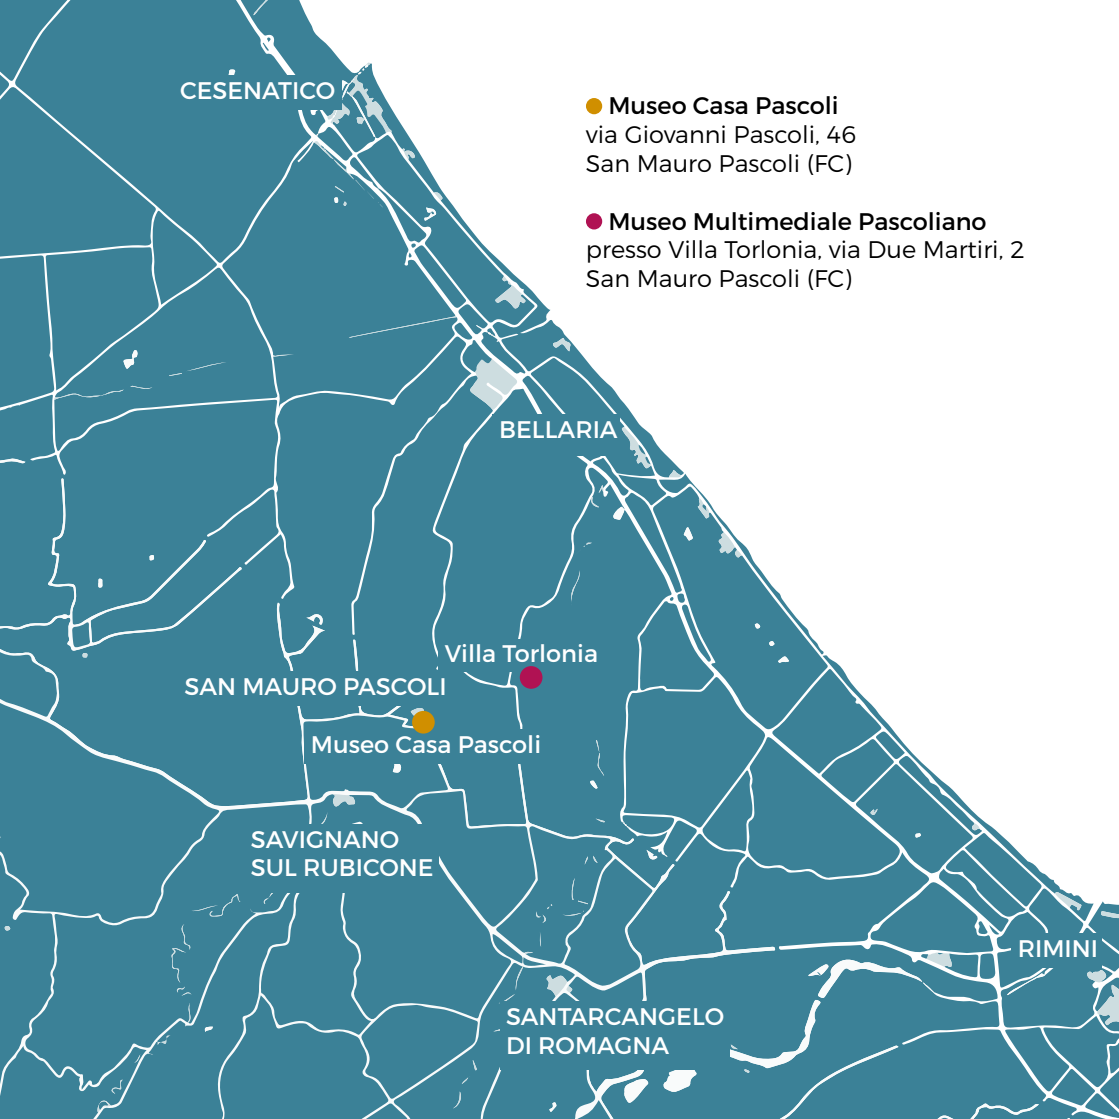 CESENATICO
Museo Casa Pascoli
via Giovanni Pascoli, 46
San Mauro Pascoli (FC)
Museo Multimediale Pascoliano
presso Villa Torlonia, via Due Martiri, 2
San Mauro Pascoli (FC)
BELLARIA
Villa Torlonia
SAN MAURO PASCOLI
Museo Casa Pascoli
SAVIGNANO
SUL RUBICONE
RIMINI
SANTARCANGELO
DI ROMAGNA